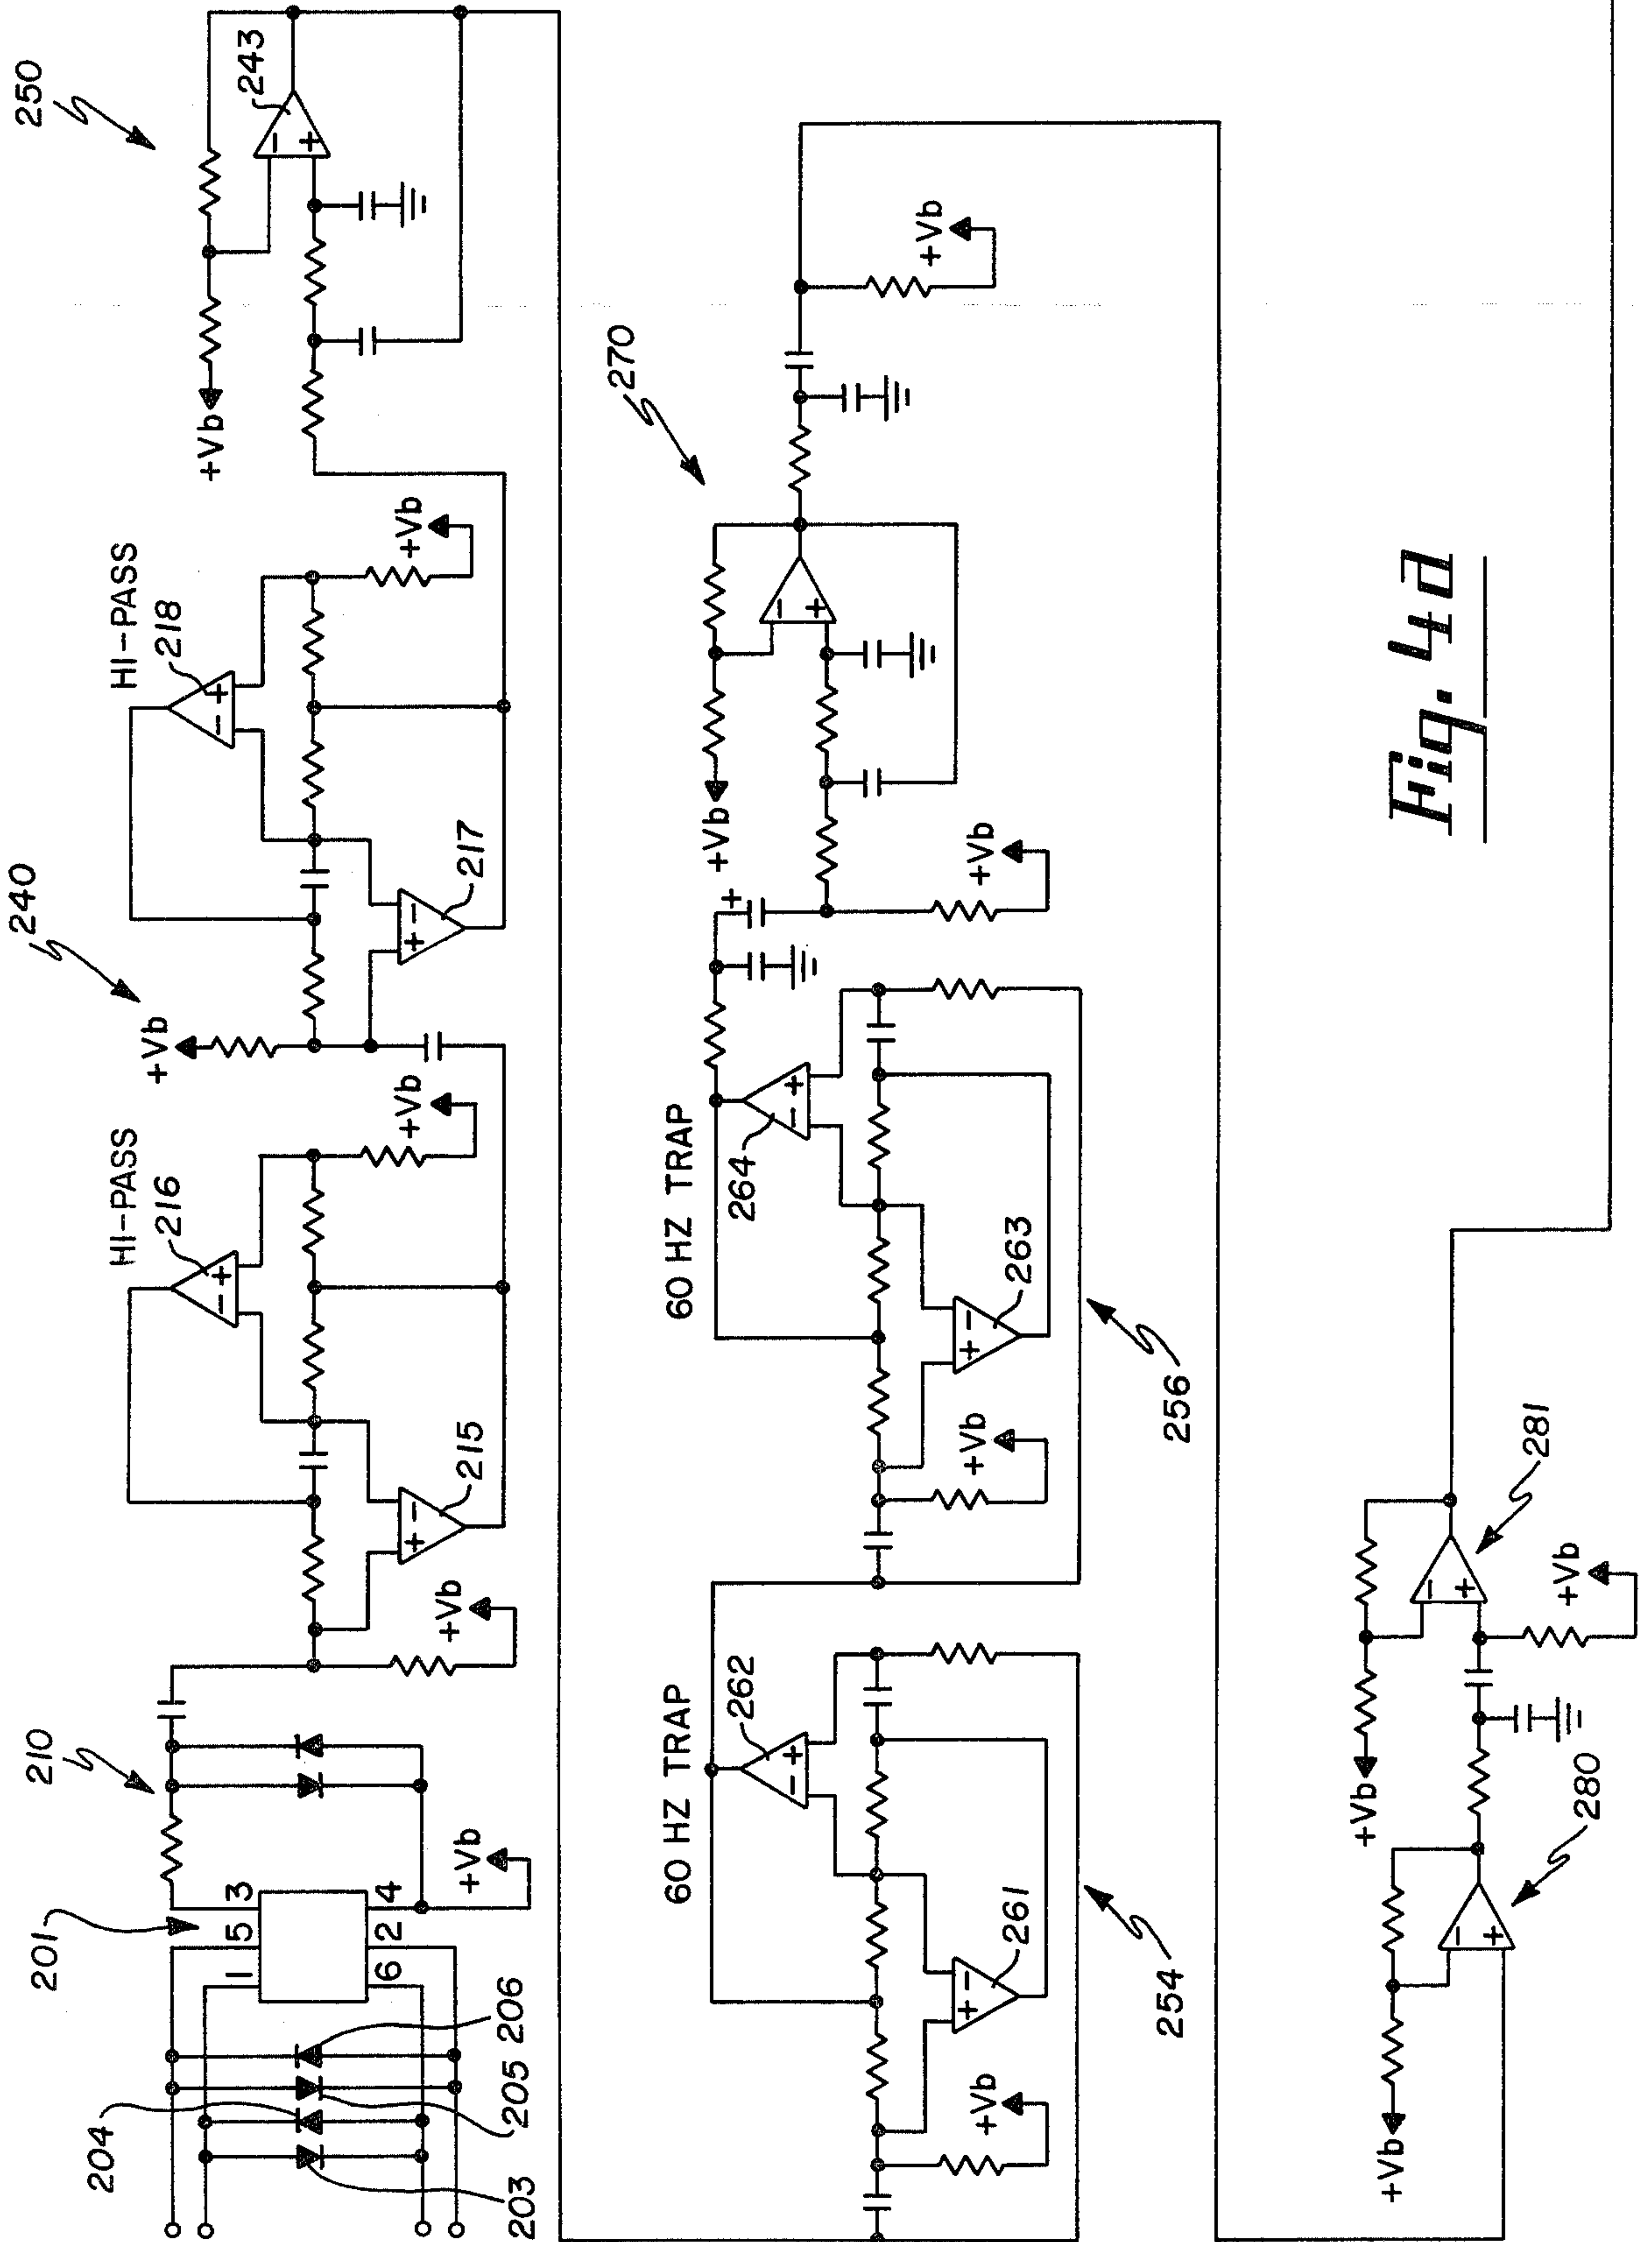 210
201
1
5
3
6
2
4
+Vb
204
203
205
206
+Vb
HI-PASS
216
+
−
215
+
−
+Vb
240
+Vb
HI-PASS
218
+
−
217
+
−
+Vb
250
+Vb
243
−
+
60 HZ TRAP
262
−
+
261
+
−
+Vb
254
60 HZ TRAP
264
−
+
263
+
−
+Vb
256
+
+Vb
270
+Vb
−
+
+Vb
+Vb
−
+
280
+Vb
−
+
281
+Vb
Fig. 4d